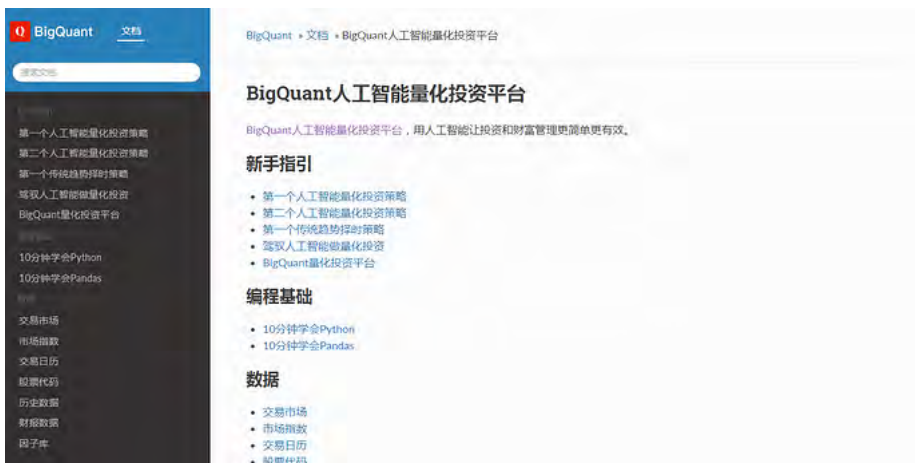 BigQuant 文档
搜索文档
第一个人工智能量化投资策略
第二个人工智能量化投资策略
第一个传统趋势择时策略
驾驭人工智能做量化投资
BigQuant量化投资平台
10分钟学会Python
10分钟学会Pandas
交易市场
市场指数
交易日历
股票代码
历史数据
财报数据
因子库
BigQuant » 文档 » BigQuant人工智能量化投资平台
BigQuant人工智能量化投资平台
BigQuant人工智能量化投资平台，用人工智能让投资和财富管理更简单更有效。
新手指引
• 第一个人工智能量化投资策略
• 第二个人工智能量化投资策略
• 第一个传统趋势择时策略
• 驾驭人工智能做量化投资
• BigQuant量化投资平台
编程基础
• 10分钟学会Python
• 10分钟学会Pandas
数据
• 交易市场
• 市场指数
• 交易日历
• 股票代码